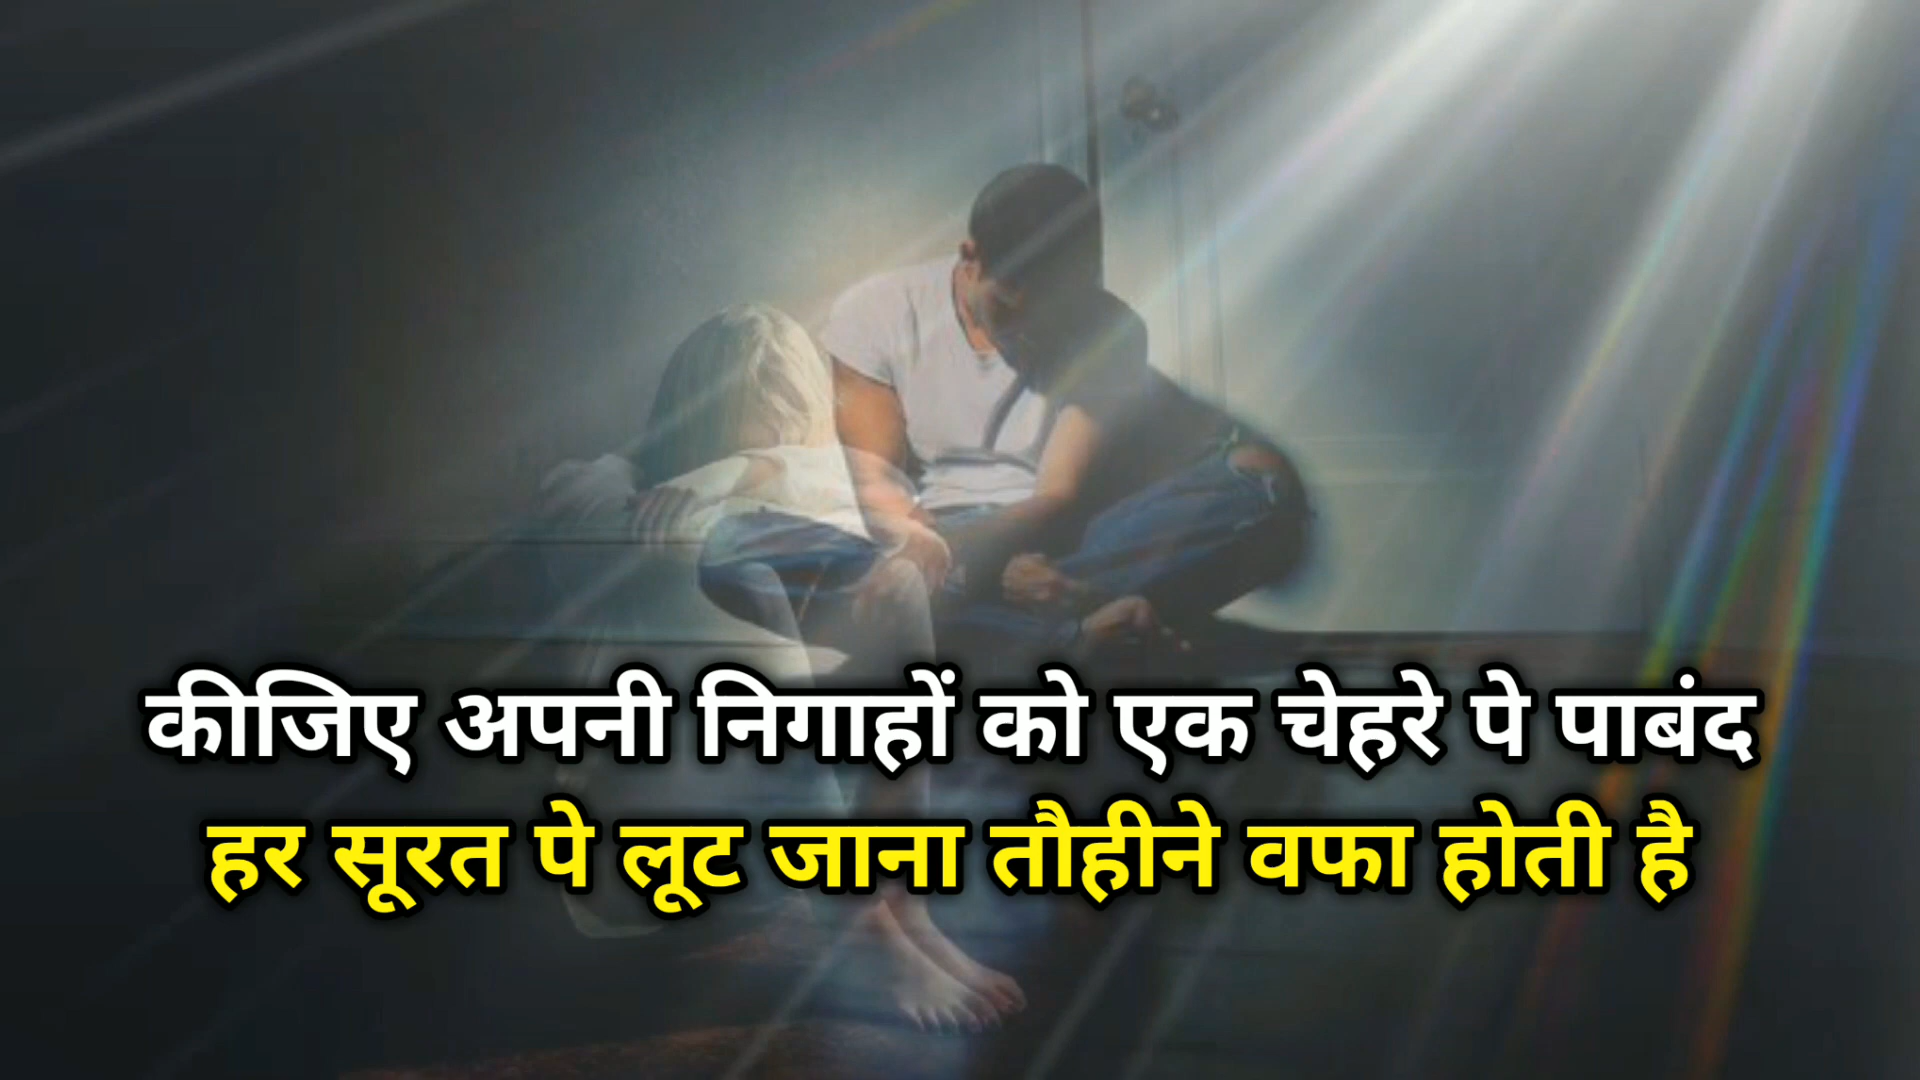 कीजिए अपनी निगाहों को एक चेहरे पे पाबंद
हर सूरत पे लूट जाना तौहीने वफा होती है